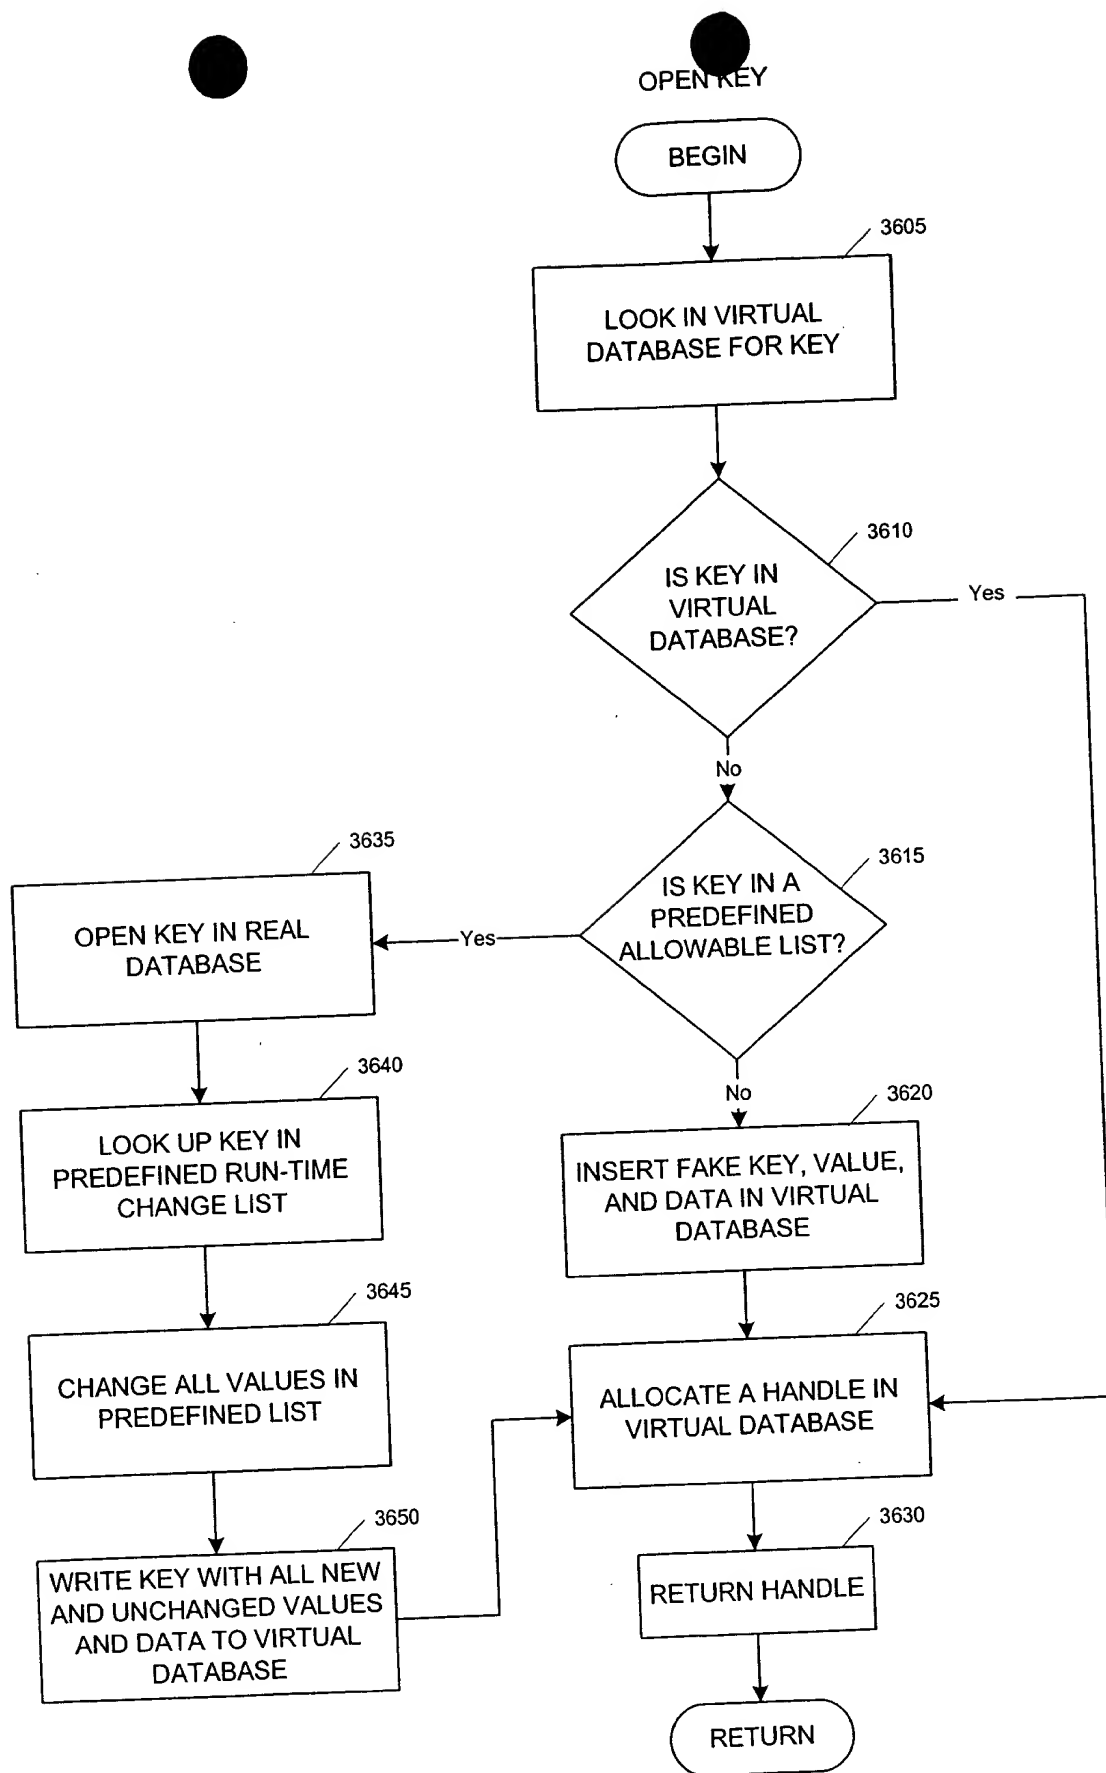 OPEN KEY
BEGIN
3605
LOOK IN VIRTUAL
DATABASE FOR KEY
3610
IS KEY IN
VIRTUAL
DATABASE?
Yes
No
3615
IS KEY IN A
PREDEFINED
ALLOWABLE LIST?
Yes
No
3635
OPEN KEY IN REAL
DATABASE
3640
LOOK UP KEY IN
PREDEFINED RUN-TIME
CHANGE LIST
3645
CHANGE ALL VALUES IN
PREDEFINED LIST
3650
WRITE KEY WITH ALL NEW
AND UNCHANGED VALUES
AND DATA TO VIRTUAL
DATABASE
3620
INSERT FAKE KEY, VALUE,
AND DATA IN VIRTUAL
DATABASE
3625
ALLOCATE A HANDLE IN
VIRTUAL DATABASE
3630
RETURN HANDLE
RETURN